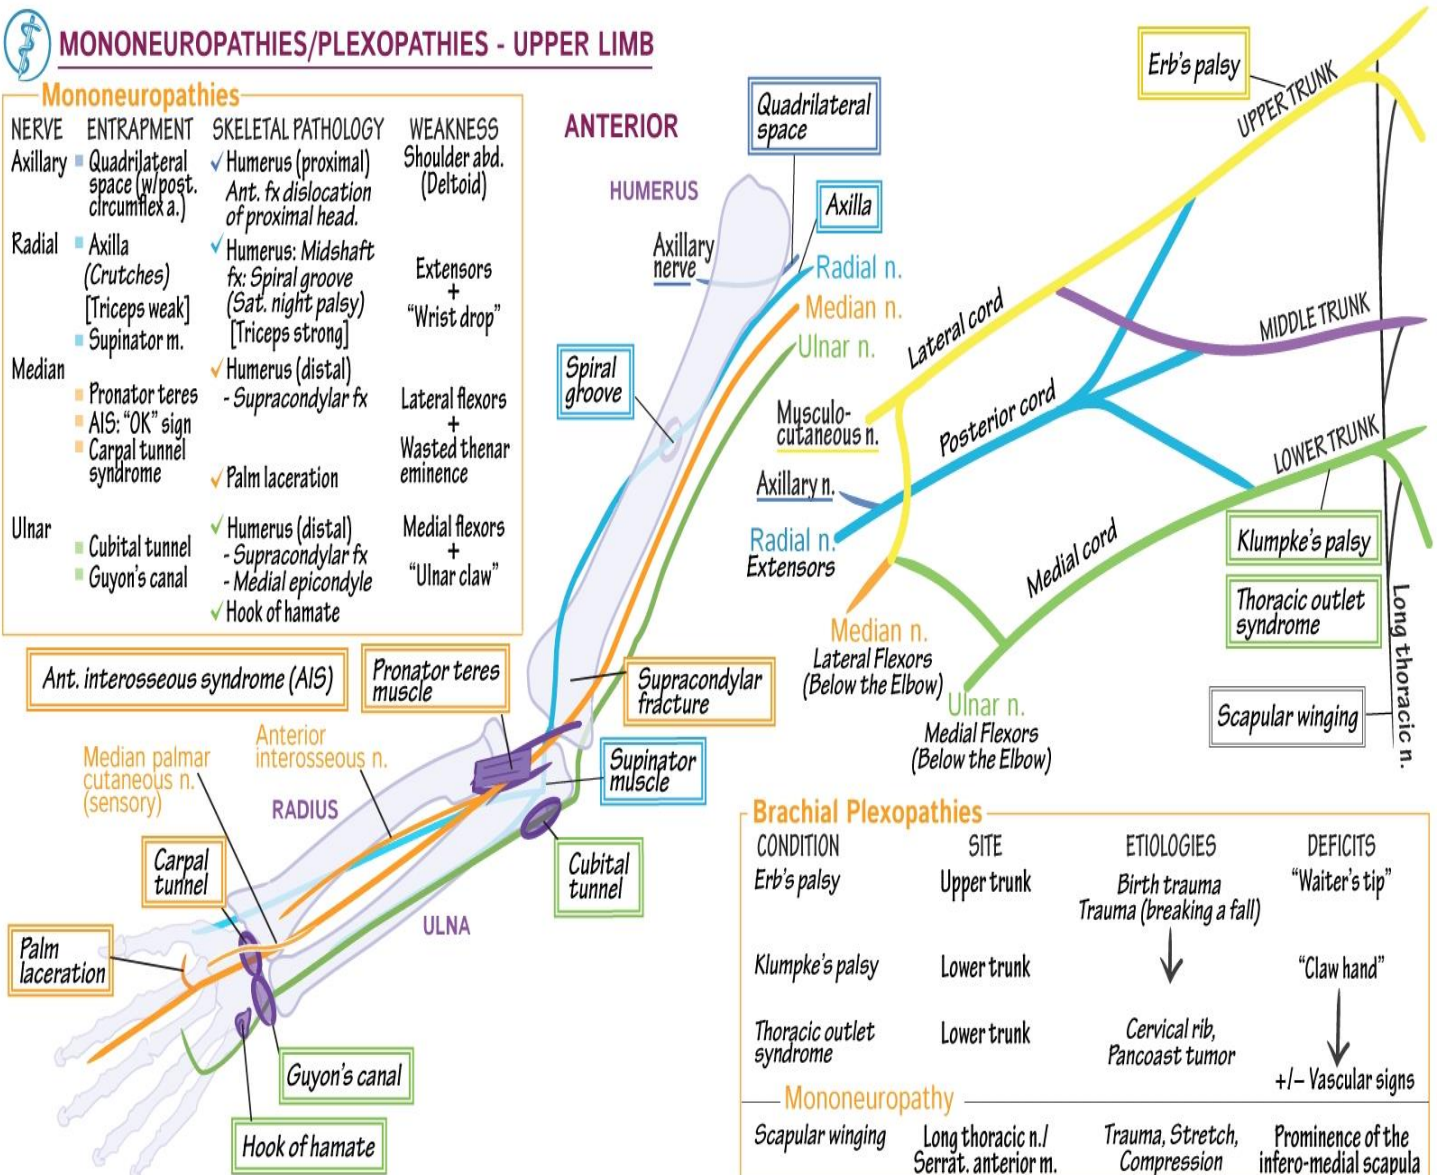 MONONEUROPATHIES/PLEXOPATHIES - UPPER LIMB
Mononeuropathies
NERVE ENTRAPMENT SKELETAL PATHOLOGY WEAKNESS
Axillary
Quadrilateral
space (w/post.
circumflex a.)
Humerus (proximal)
Ant. fx dislocation
of proximal head.
Shoulder abd.
(Deltoid)
Radial
Axilla
(Crutches)
[Triceps weak]
Supinator m.
Humerus: Midshaft
fx: Spiral groove
(Sat. night palsy)
[Triceps strong]
Extensors
+
"Wrist drop"
Median
Pronator teres
AIS: "OK" sign
Carpal tunnel
syndrome
Humerus (distal)
- Supracondylar fx
Palm laceration
Lateral flexors
+
Wasted thenar
eminence
Ulnar
Cubital tunnel
Guyon's canal
Humerus (distal)
- Supracondylar fx
- Medial epicondyle
Hook of hamate
Medial flexors
+
"Ulnar claw"
ANTERIOR
HUMERUS
Quadrilateral
space
Axilla
Axillary
nerve
Radial n.
Median n.
Ulnar n.
Spiral
groove
Supracondylar
fracture
Supinator
muscle
Cubital
tunnel
Pronator teres
muscle
Ant. interosseous syndrome (AIS)
Anterior
interosseous n.
Median palmar
cutaneous n.
(sensory)
RADIUS
ULNA
Carpal
tunnel
Palm
laceration
Guyon's canal
Hook of hamate
Erb's palsy
UPPER TRUNK
MIDDLE TRUNK
LOWER TRUNK
Lateral cord
Posterior cord
Medial cord
Musculo-
cutaneous n.
Axillary n.
Radial n.
Extensors
Median n.
Lateral Flexors
(Below the Elbow)
Ulnar n.
Medial Flexors
(Below the Elbow)
Klumpke's palsy
Thoracic outlet
syndrome
Scapular winging
Long thoracic n.
Brachial Plexopathies
CONDITION SITE ETIOLOGIES DEFICITS
Erb's palsy
Upper trunk
Birth trauma
Trauma (breaking a fall)
"Waiter's tip"
Klumpke's palsy
Lower trunk
"Claw hand"
Thoracic outlet
syndrome
Lower trunk
Cervical rib,
Pancoast tumor
+/− Vascular signs
Mononeuropathy
Scapular winging
Long thoracic n./
Serrat. anterior m.
Trauma, Stretch,
Compression
Prominence of the
infero-medial scapula